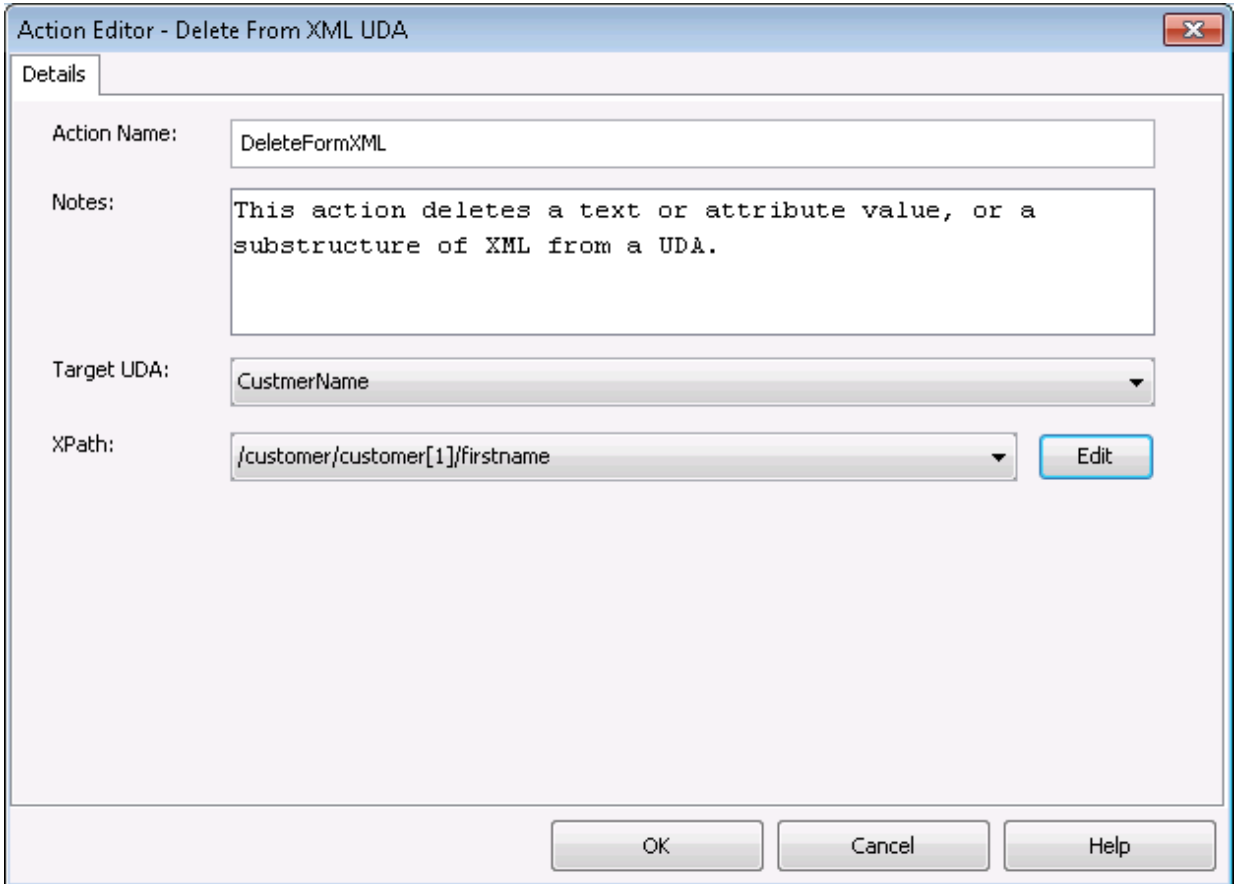 Action Editor - Delete From XML UDA
Details
Action Name:
DeleteFormXML
Notes:
This action deletes a text or attribute value, or a
substructure of XML from a UDA.
Target UDA:
CustmerName
XPath:
/customer/customer[1]/firstname
Edit
OK
Cancel
Help